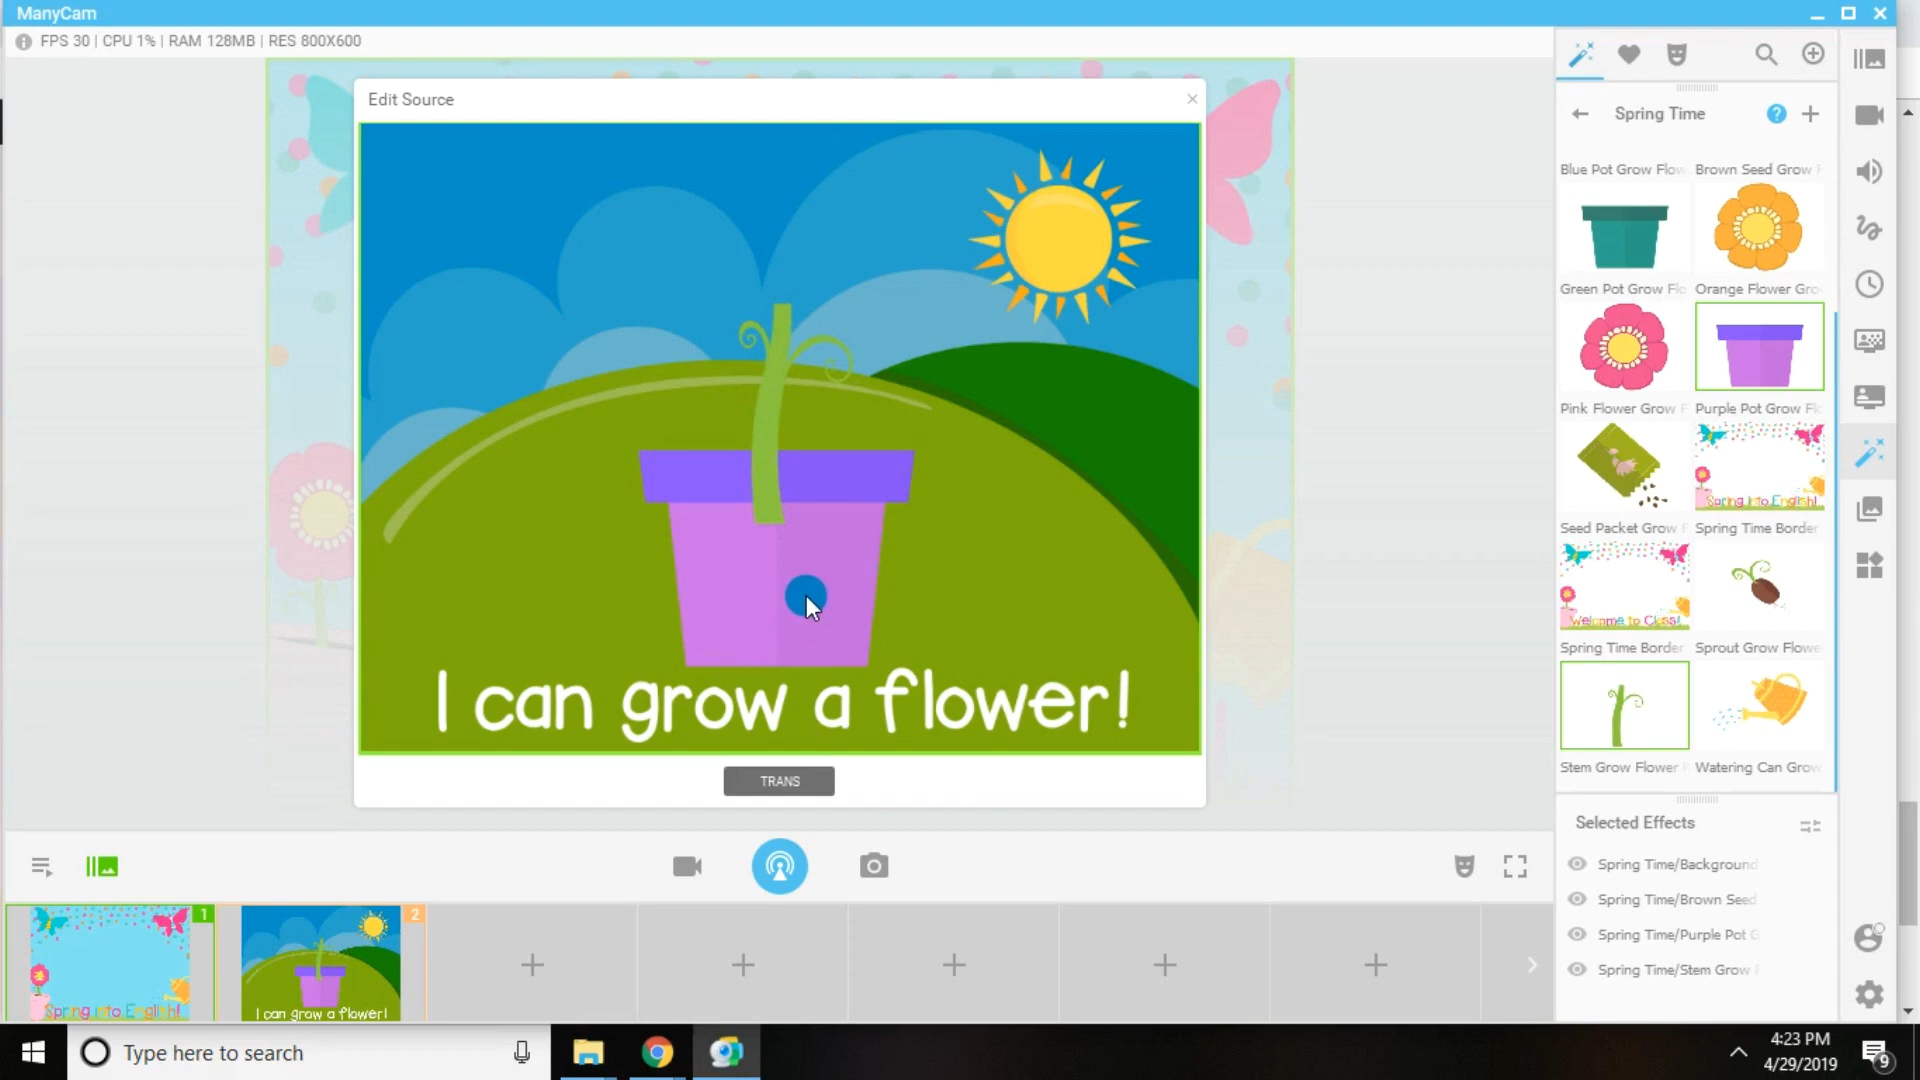 ManyCam
FPS 30 | CPU 1% | RAM 128MB | RES 800X600
Edit Source
I can grow a flower!
TRANS
Spring Time
?
Blue Pot Grow Flow
Brown Seed Grow F
Green Pot Grow Flo
Orange Flower Gro
Pink Flower Grow F
Purple Pot Grow Flo
Spring into English!
Seed Packet Grow F
Spring Time Border
Welcome to Class!
Spring Time Border
Sprout Grow Flowe
Stem Grow Flower
Watering Can Grow
Selected Effects
Spring Time/Background
Spring Time/Brown Seed
Spring Time/Purple Pot G
Spring Time/Stem Grow
1
Spring into English!
2
I can grow a flower!
Type here to search
4:23 PM
4/29/2019
9